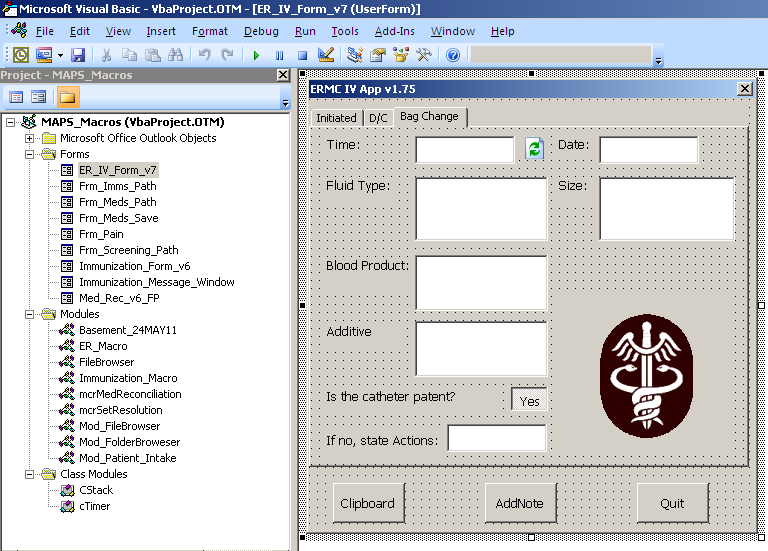 Microsoft Visual Basic - VbaProject.OTM - [ER_IV_Form_v7 (UserForm)]
File Edit View Insert Format Debug Run Tools Add-Ins Window Help
Project - MAPS_Macros
MAPS_Macros (VbaProject.OTM)
Microsoft Office Outlook Objects
Forms
ER_IV_Form_v7
Frm_Imms_Path
Frm_Meds_Path
Frm_Meds_Save
Frm_Pain
Frm_Screening_Path
Immunization_Form_v6
Immunization_Message_Window
Med_Rec_v6_FP
Modules
Basement_24MAY11
ER_Macro
FileBrowser
Immunization_Macro
mcrMedReconciliation
mcrSetResolution
Mod_FileBrowser
Mod_FolderBroweser
Mod_Patient_Intake
Class Modules
CStack
cTimer
ERMC IV App v1.75
Initiated D/C Bag Change
Time: Date:
Fluid Type: Size:
Blood Product:
Additive
Is the catheter patent? Yes
If no, state Actions:
Clipboard AddNote Quit